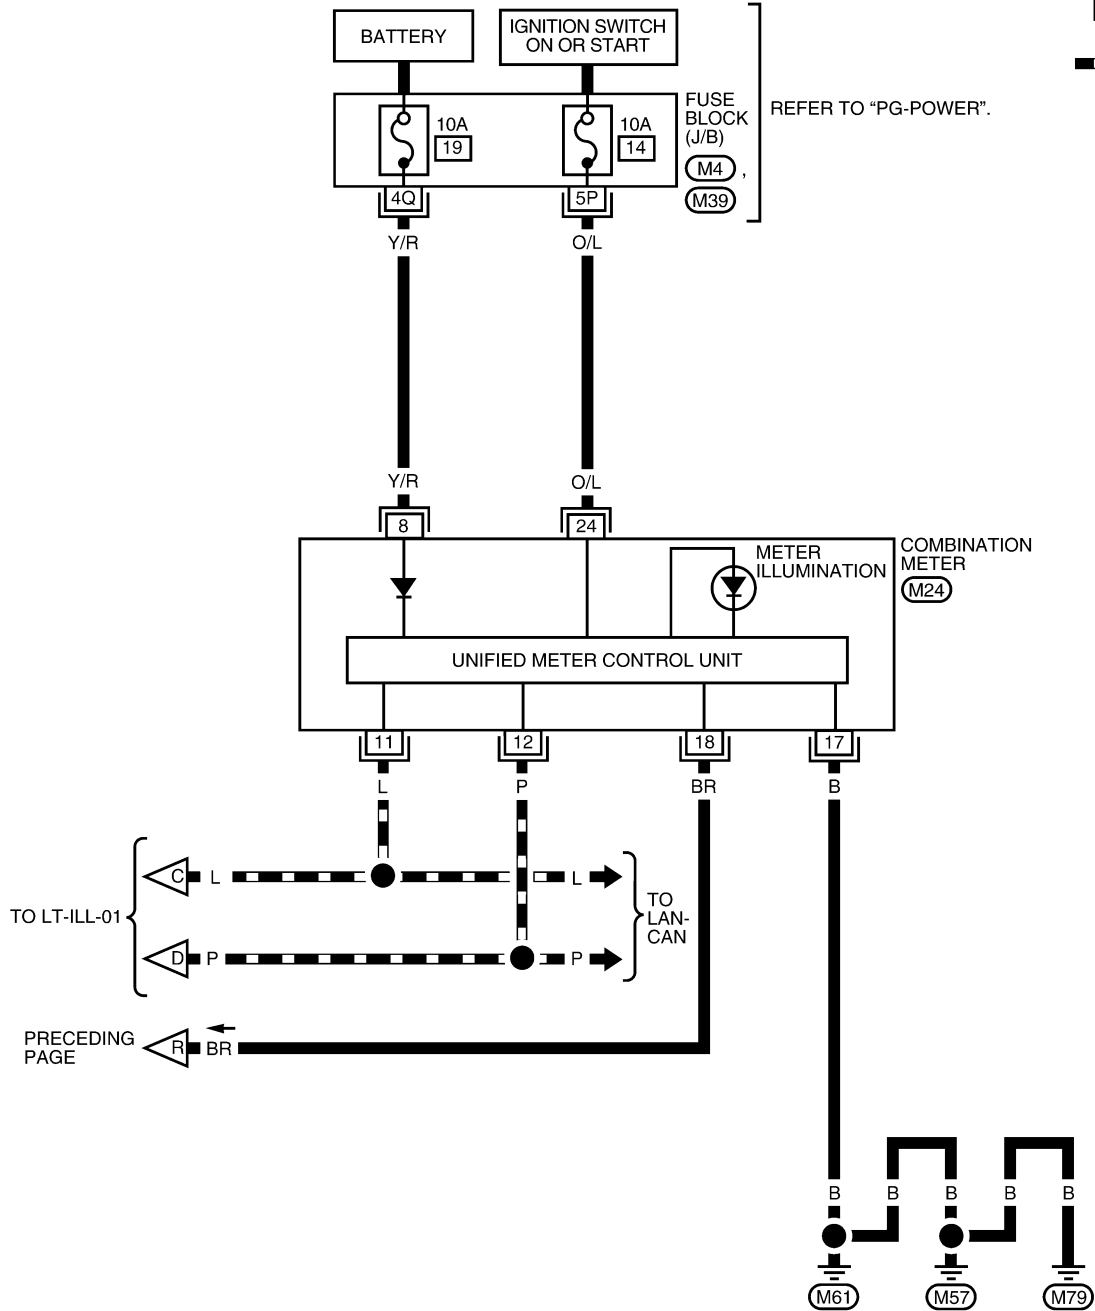 BATTERY
IGNITION SWITCH
ON OR START
10A
19
10A
14
FUSE
BLOCK
(J/B)
M4 ,
M39
REFER TO “PG-POWER”.
4Q
5P
Y/R
O/L
Y/R
O/L
8
24
METER
ILLUMINATION
COMBINATION
METER
M24
UNIFIED METER CONTROL UNIT
11
12
18
17
L
P
BR
B
C
L
L
TO LT-ILL-01
TO
LAN-
CAN
D
P
P
PRECEDING
PAGE
R
BR
B
B
B
B
B
M61
M57
M79